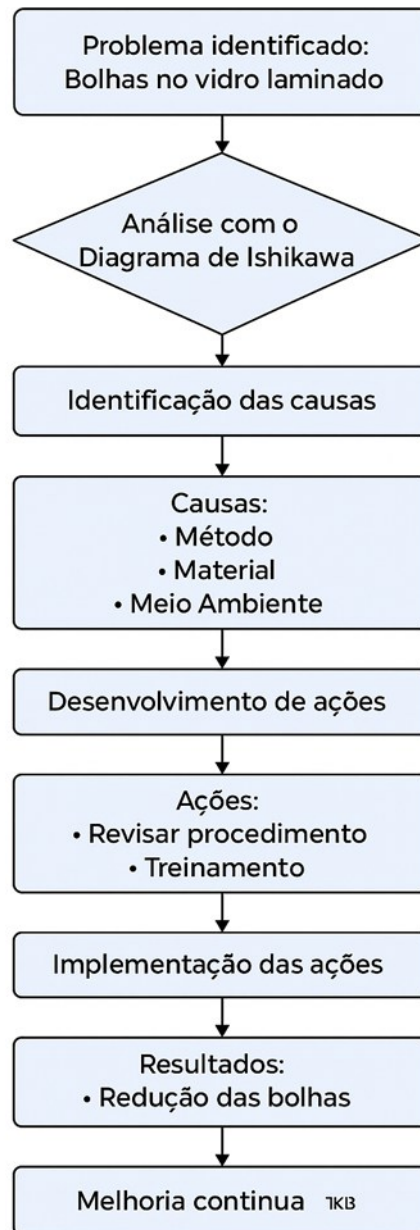 Problema identificado:
Bolhas no vidro laminado
Análise com o
Diagrama de Ishikawa
Identificação das causas
Causas:
• Método
• Material
• Meio Ambiente
Desenvolvimento de ações
Ações:
• Revisar procedimento
• Treinamento
Implementação das ações
Resultados:
• Redução das bolhas
Melhoria continua